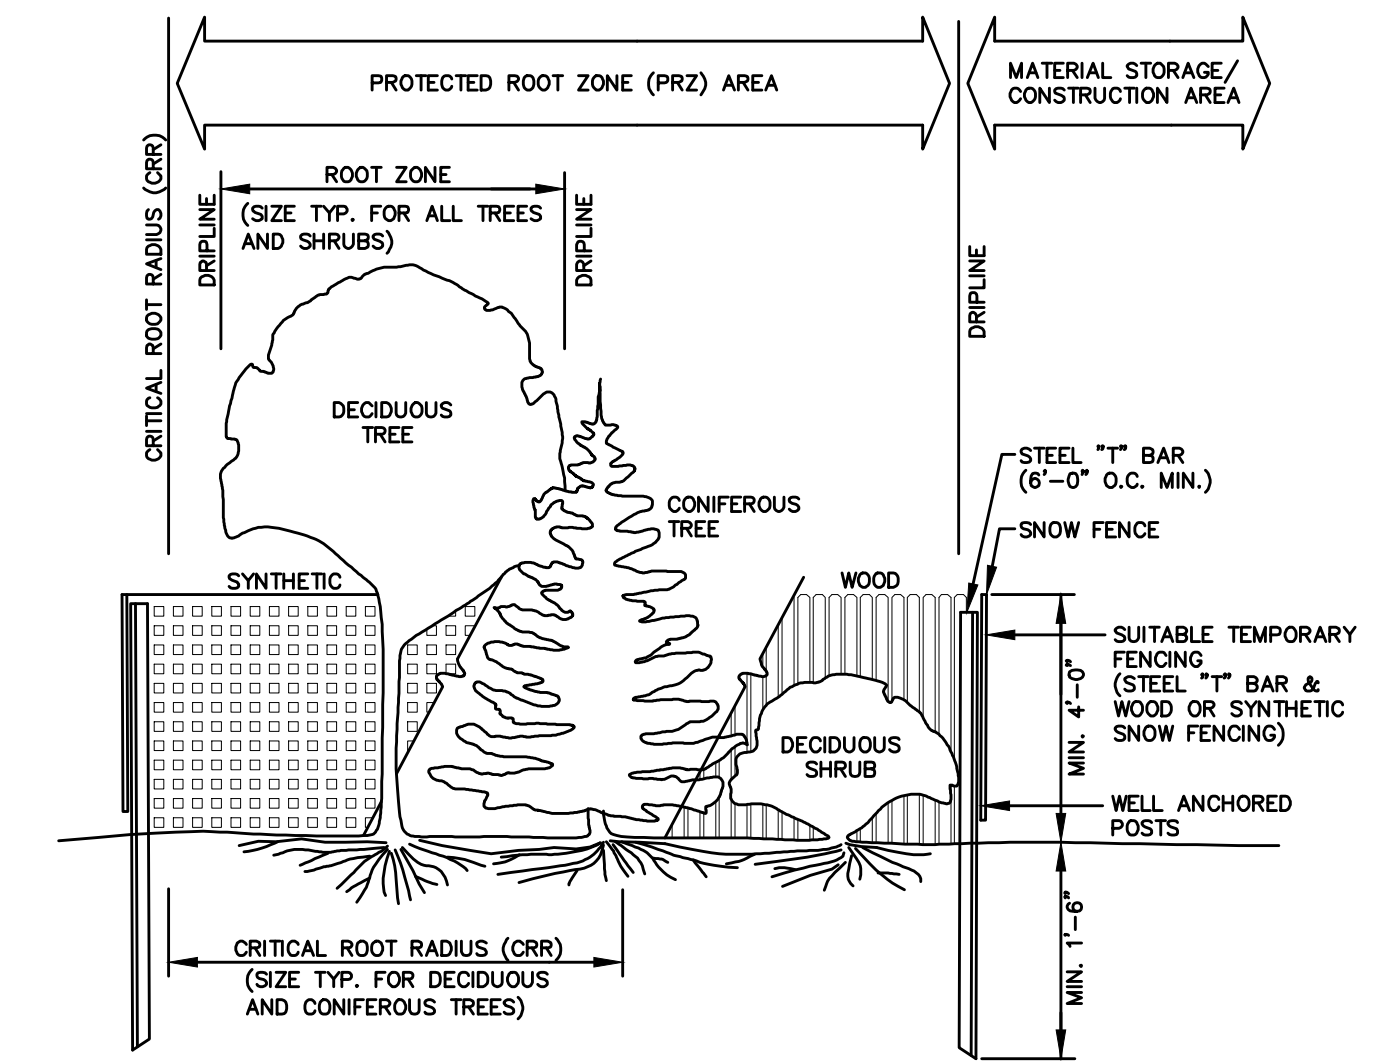 PROTECTED ROOT ZONE (PRZ) AREA
MATERIAL STORAGE/
CONSTRUCTION AREA
CRITICAL ROOT RADIUS (CRR)
DRIPLINE
ROOT ZONE
(SIZE TYP. FOR ALL TREES
AND SHRUBS)
DRIPLINE
DRIPLINE
DECIDUOUS
TREE
CONIFEROUS
TREE
STEEL "T" BAR
(6'-0" O.C. MIN.)
SNOW FENCE
SYNTHETIC
WOOD
SUITABLE TEMPORARY
FENCING
(STEEL "T" BAR &
WOOD OR SYNTHETIC
SNOW FENCING)
MIN. 4'-0"
DECIDUOUS
SHRUB
WELL ANCHORED
POSTS
MIN. 1'-6"
CRITICAL ROOT RADIUS (CRR)
(SIZE TYP. FOR DECIDUOUS
AND CONIFEROUS TREES)